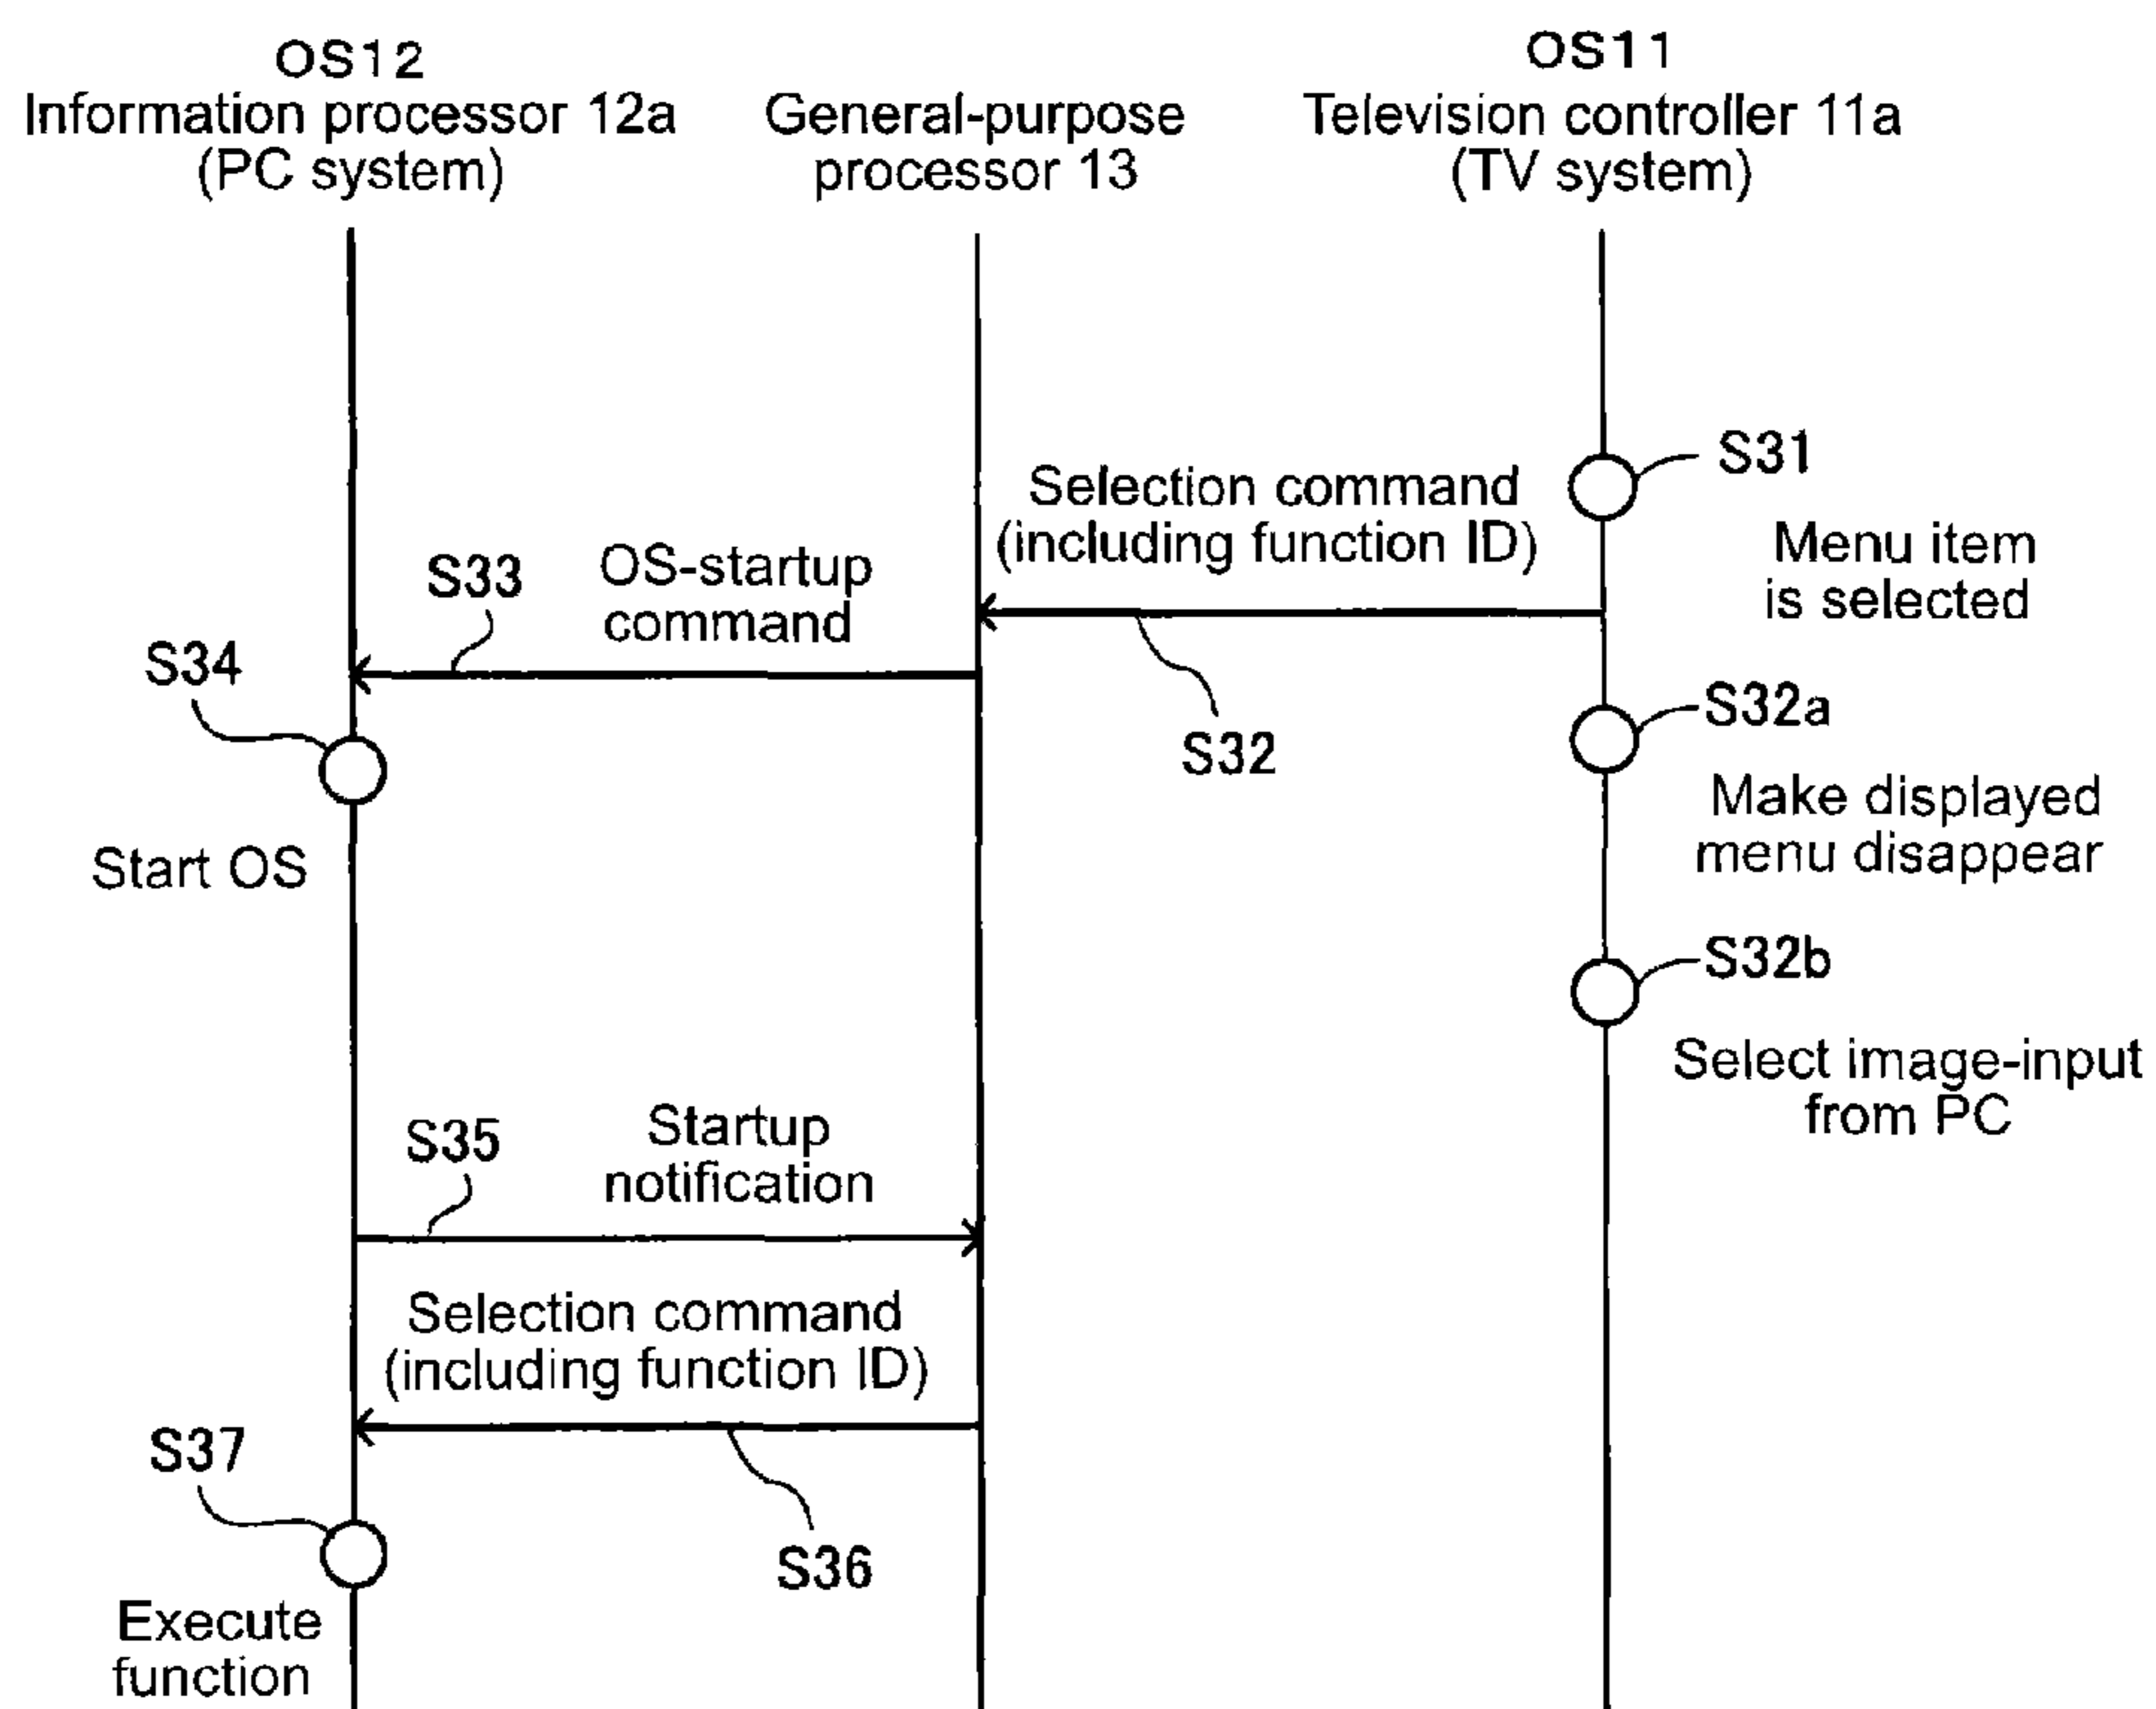 OS12
Information processor 12a
(PC system)
General-purpose
processor 13
OS11
Television controller 11a
(TV system)
S31
Menu item
is selected
Selection command
(including function ID)
S32
S33
OS-startup
command
S34
Start OS
S32a
Make displayed
menu disappear
S32b
Select image-input
from PC
S35
Startup
notification
Selection command
(including function ID)
S36
S37
Execute
function